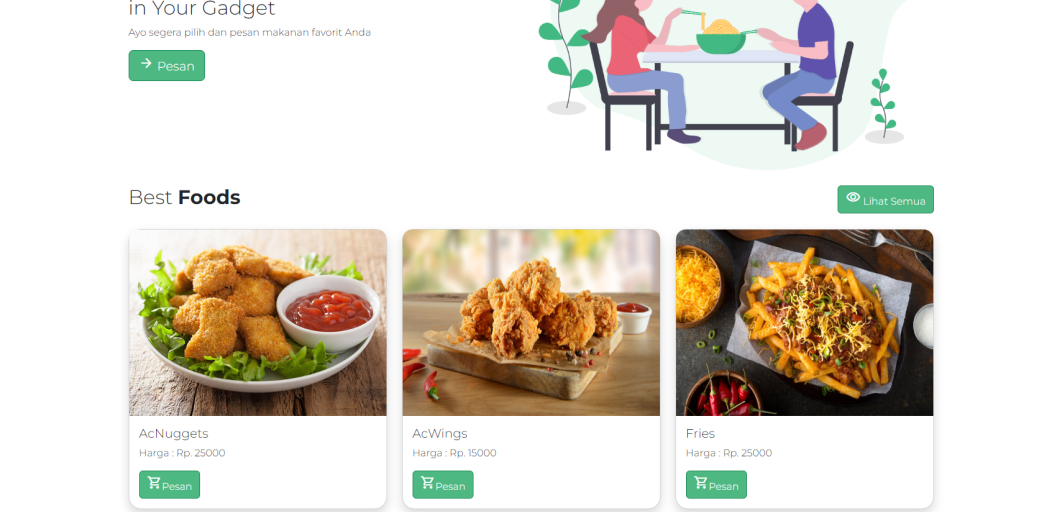 in Your Gadget
Ayo segera pilih dan pesan makanan favorit Anda
Pesan
Best Foods
Lihat Semua
AcNuggets
Harga : Rp. 25000
Pesan
AcWings
Harga : Rp. 15000
Pesan
Fries
Harga : Rp. 25000
Pesan